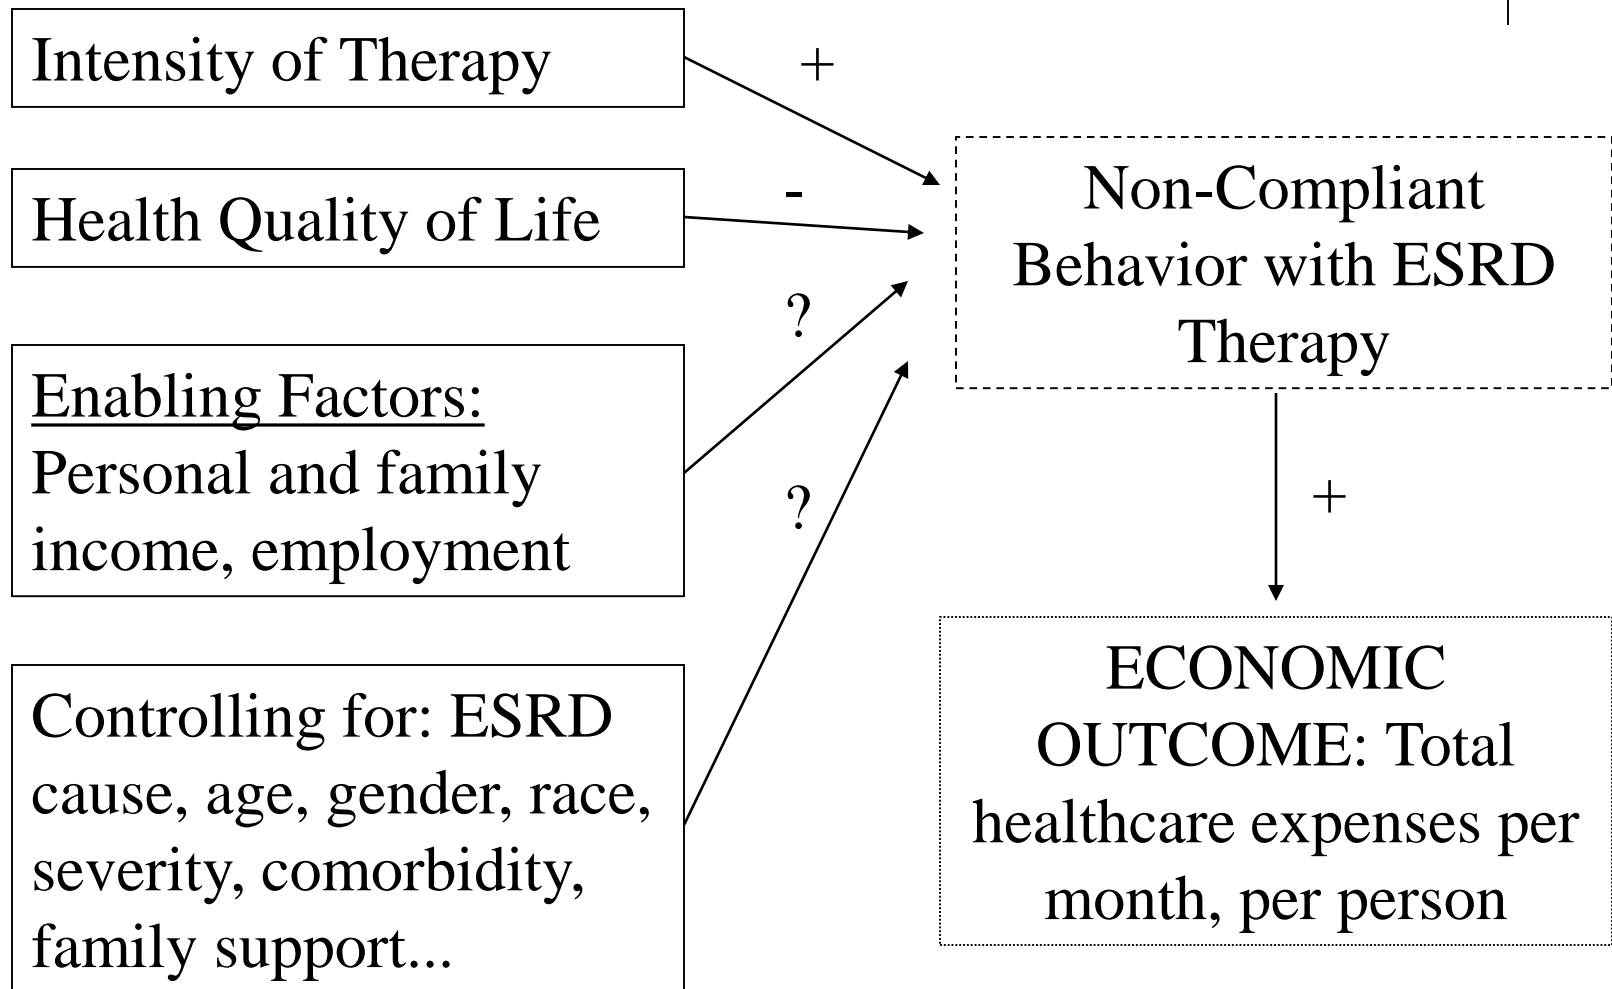 Intensity of Therapy
+
Health Quality of Life
-
Enabling Factors:
Personal and family
income, employment
?
Controlling for: ESRD
cause, age, gender, race,
severity, comorbidity,
family support...
?
Non-Compliant
Behavior with ESRD
Therapy
+
ECONOMIC
OUTCOME: Total
healthcare expenses per
month, per person